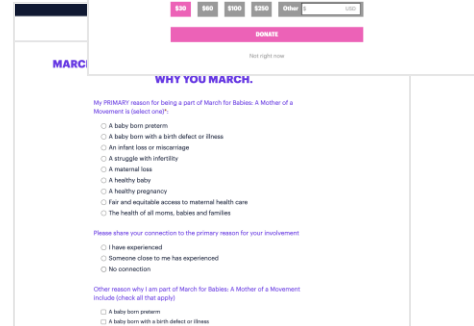 $30 $60 $100 $250 Other $ USD
DONATE
Not right now
MARC
WHY YOU MARCH.
My PRIMARY reason for being a part of March for Babies: A Mother of a
Movement is (select one)*:
A baby born preterm
A baby born with a birth defect or illness
An infant loss or miscarriage
A struggle with infertility
A maternal loss
A healthy baby
A healthy pregnancy
Fair and equitable access to maternal health care
The health of all moms, babies and families
Please share your connection to the primary reason for your involvement
I have experienced
Someone close to me has experienced
No connection
Other reason why I am part of March for Babies: A Mother of a Movement
include (check all that apply)
A baby born preterm
A baby born with a birth defect or illness